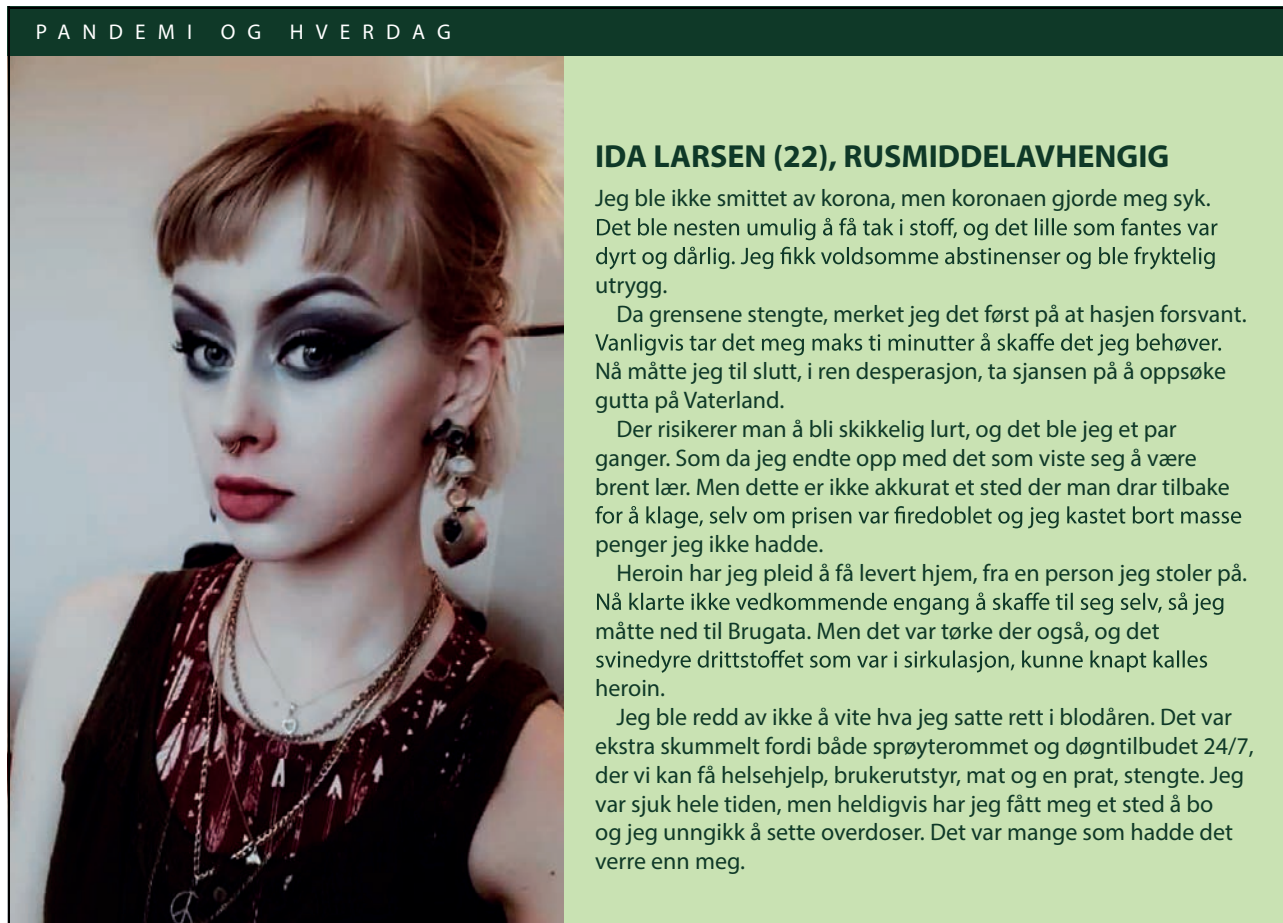 PANDEMI OG HVERDAG
IDA LARSEN (22), RUSMIDDELAVHENGIG
Jeg ble ikke smittet av korona, men koronaen gjorde meg syk.
Det ble nesten umulig å få tak i stoff, og det lille som fantes var
dyrt og dårlig. Jeg fikk voldsomme abstinenser og ble fryktelig
utrygg.
Da grensene stengte, merket jeg det først på at hasjen forsvant.
Vanligvis tar det meg maks ti minutter å skaffe det jeg behøver.
Nå måtte jeg til slutt, i ren desperasjon, ta sjansen på å oppsøke
gutta på Vaterland.
Der risikerer man å bli skikkelig lurt, og det ble jeg et par
ganger. Som da jeg endte opp med det som viste seg å være
brent lær. Men dette er ikke akkurat et sted der man drar tilbake
for å klage, selv om prisen var firedoblet og jeg kastet bort masse
penger jeg ikke hadde.
Heroin har jeg pleid å få levert hjem, fra en person jeg stoler på.
Nå klarte ikke vedkommende engang å skaffe til seg selv, så jeg
måtte ned til Brugata. Men det var tørke der også, og det
svinedyre drittstoffet som var i sirkulasjon, kunne knapt kalles
heroin.
Jeg ble redd av ikke å vite hva jeg satte rett i blodåren. Det var
ekstra skummelt fordi både sprøyterommet og døgntilbudet 24/7,
der vi kan få helsehjelp, brukerutstyr, mat og en prat, stengte. Jeg
var sjuk hele tiden, men heldigvis har jeg fått meg et sted å bo
og jeg unngikk å sette overdoser. Det var mange som hadde det
verre enn meg.